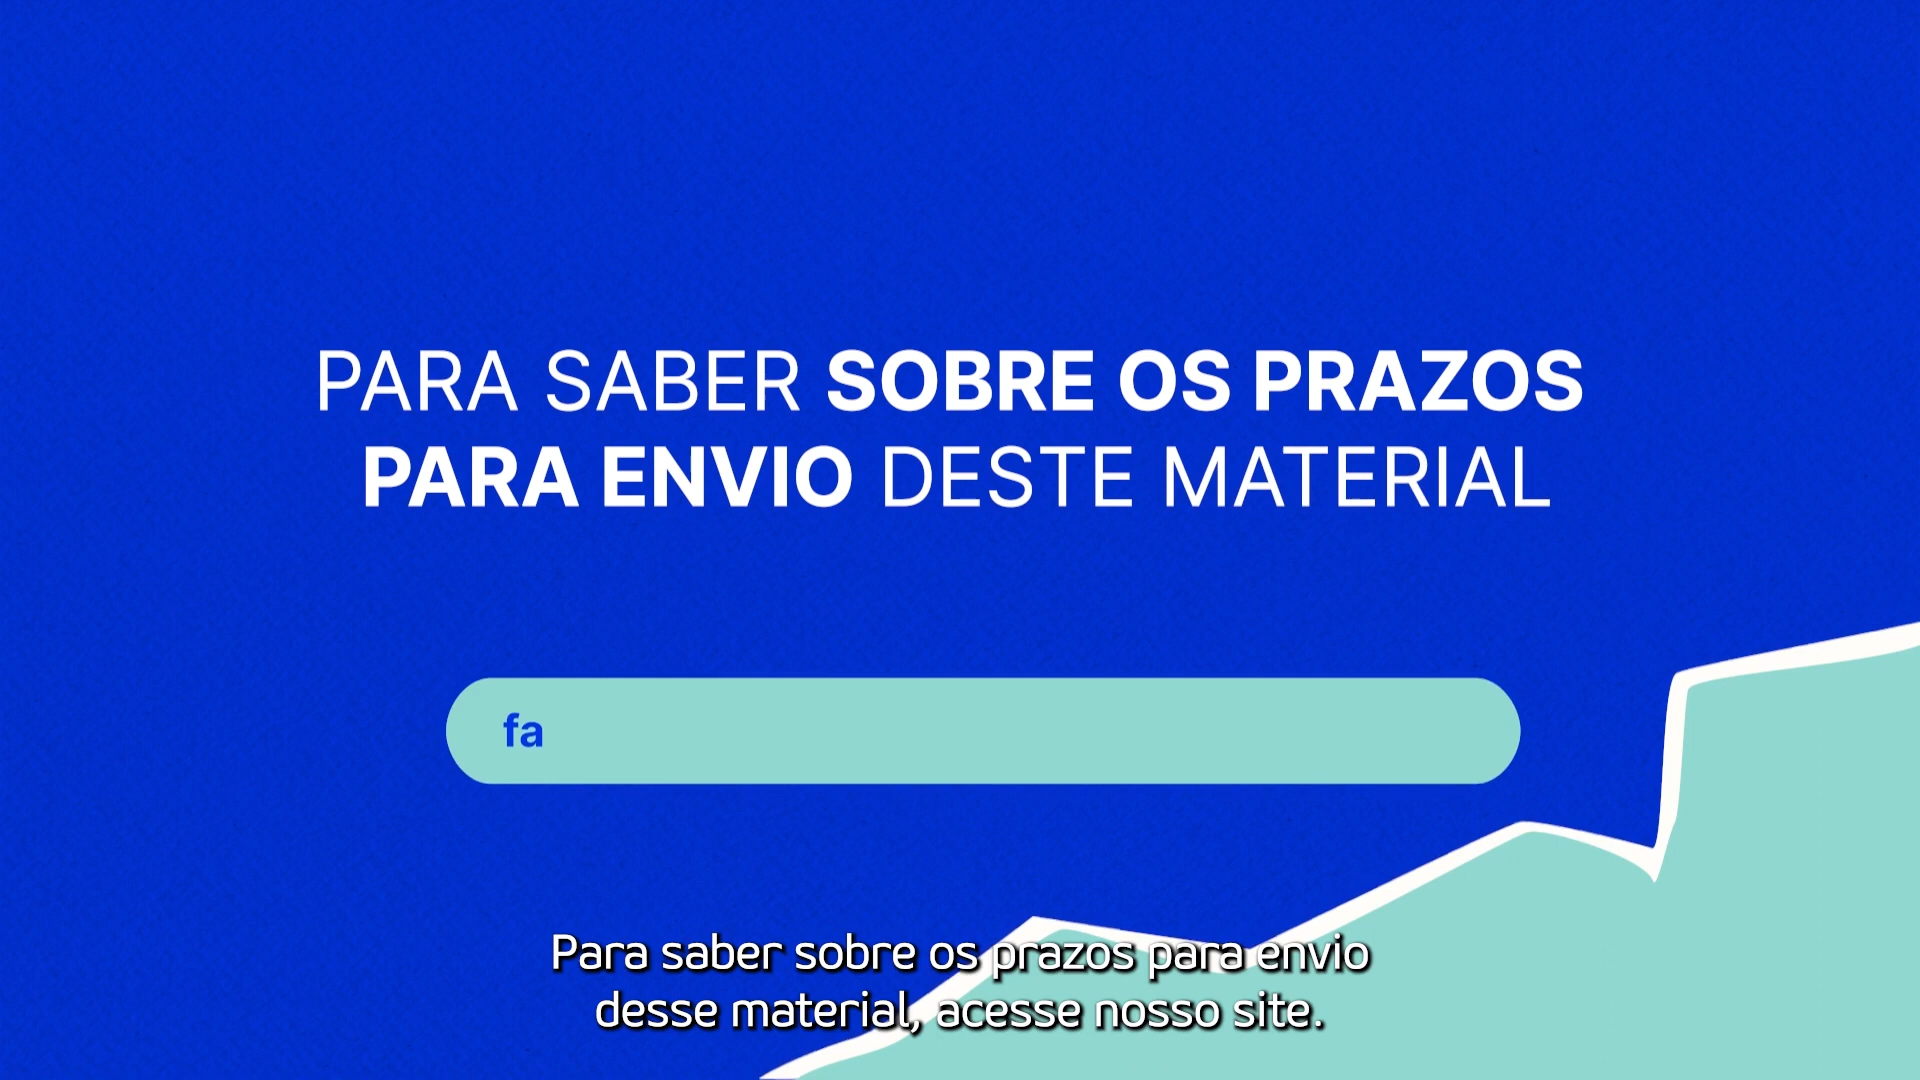 PARA SABER SOBRE OS PRAZOS
PARA ENVIO DESTE MATERIAL
fa
Para saber sobre os prazos para envio
desse material, acesse nosso site.